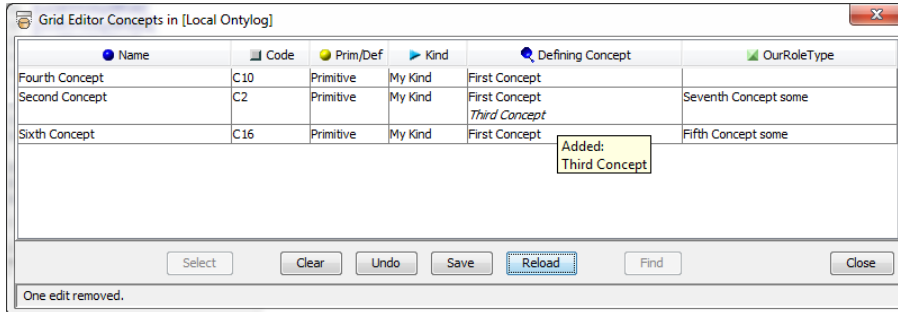 Grid Editor Concepts in [Local Ontylog]
Name Code Prim/Def Kind Defining Concept OurRoleType
Fourth Concept C10 Primitive My Kind First Concept
Second Concept C2 Primitive My Kind First Concept Seventh Concept some
Third Concept
Sixth Concept C16 Primitive My Kind First Concept Fifth Concept some
Added:
Third Concept
Select Clear Undo Save Reload Find Close
One edit removed.